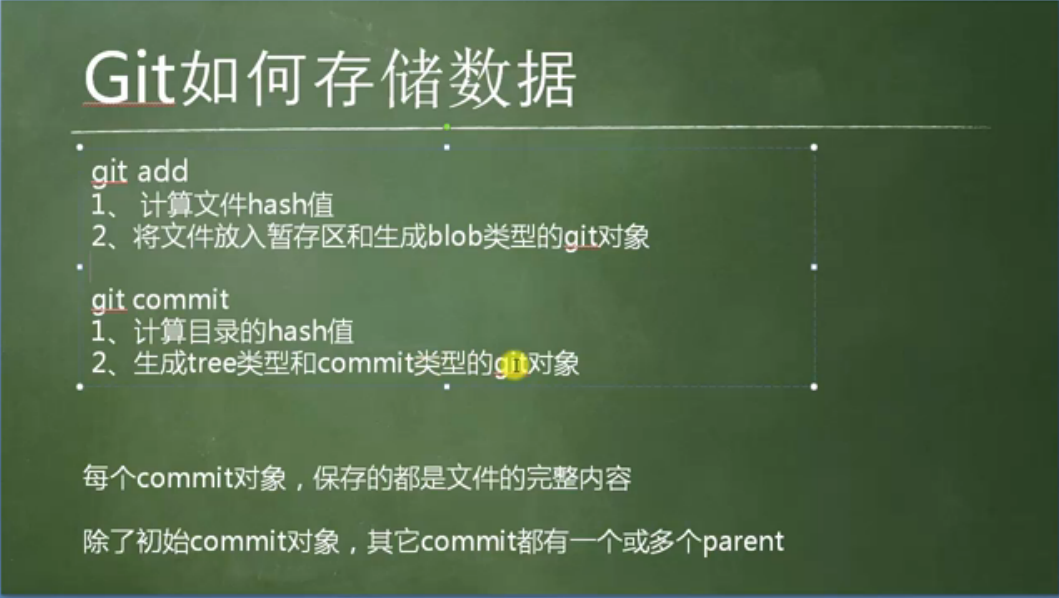 Git如何存储数据
git add
1、 计算文件hash值
2、将文件放入暂存区和生成blob类型的git对象
git commit
1、计算目录的hash值
2、生成tree类型和commit类型的git对象
每个commit对象，保存的都是文件的完整内容
除了初始commit对象，其它commit都有一个或多个parent